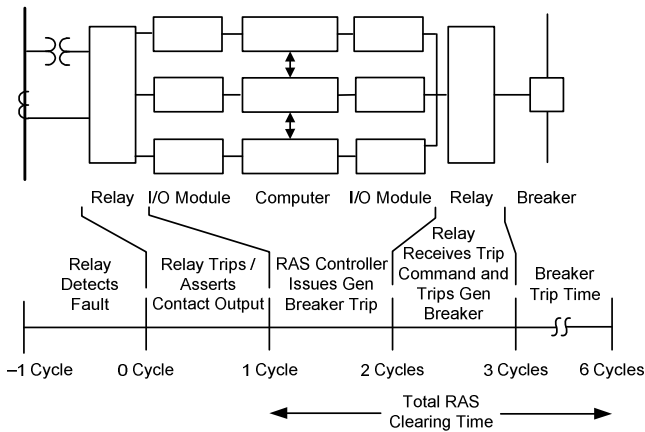 Relay
I/O Module
Computer
I/O Module
Relay
Breaker
Relay
Detects
Fault
Relay Trips /
Asserts
Contact Output
RAS Controller
Issues Gen
Breaker Trip
Relay
Receives Trip
Command and
Trips Gen
Breaker
Breaker
Trip Time
–1 Cycle
0 Cycle
1 Cycle
2 Cycles
3 Cycles
6 Cycles
Total RAS
Clearing Time